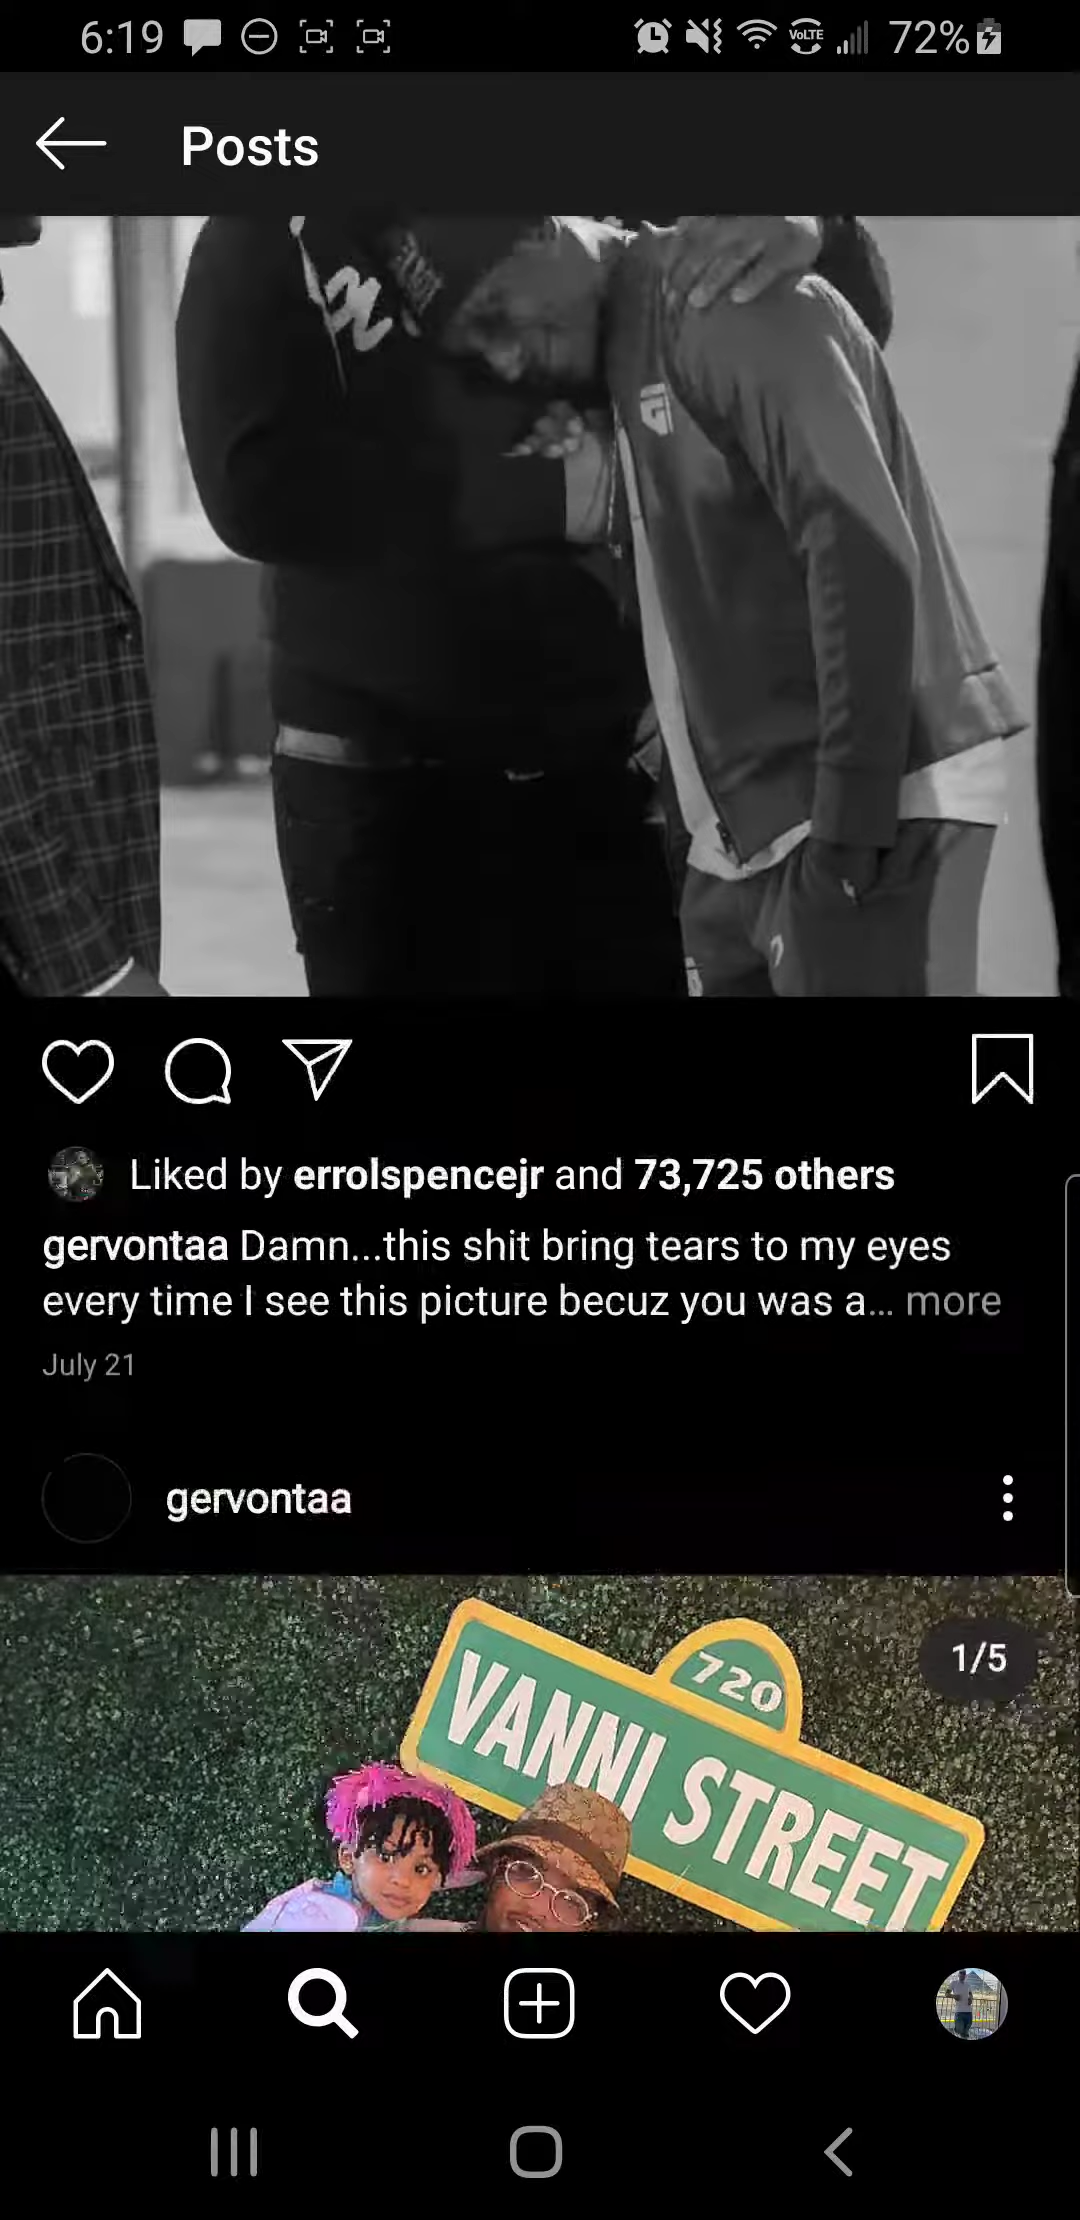 6:19
VoLTE
72%
Posts
Liked by errolspencejr and 73,725 others
gervontaa Damn...this shit bring tears to my eyes
every time I see this picture becuz you was a... more
July 21
gervontaa
1/5
720
VANNI STREET